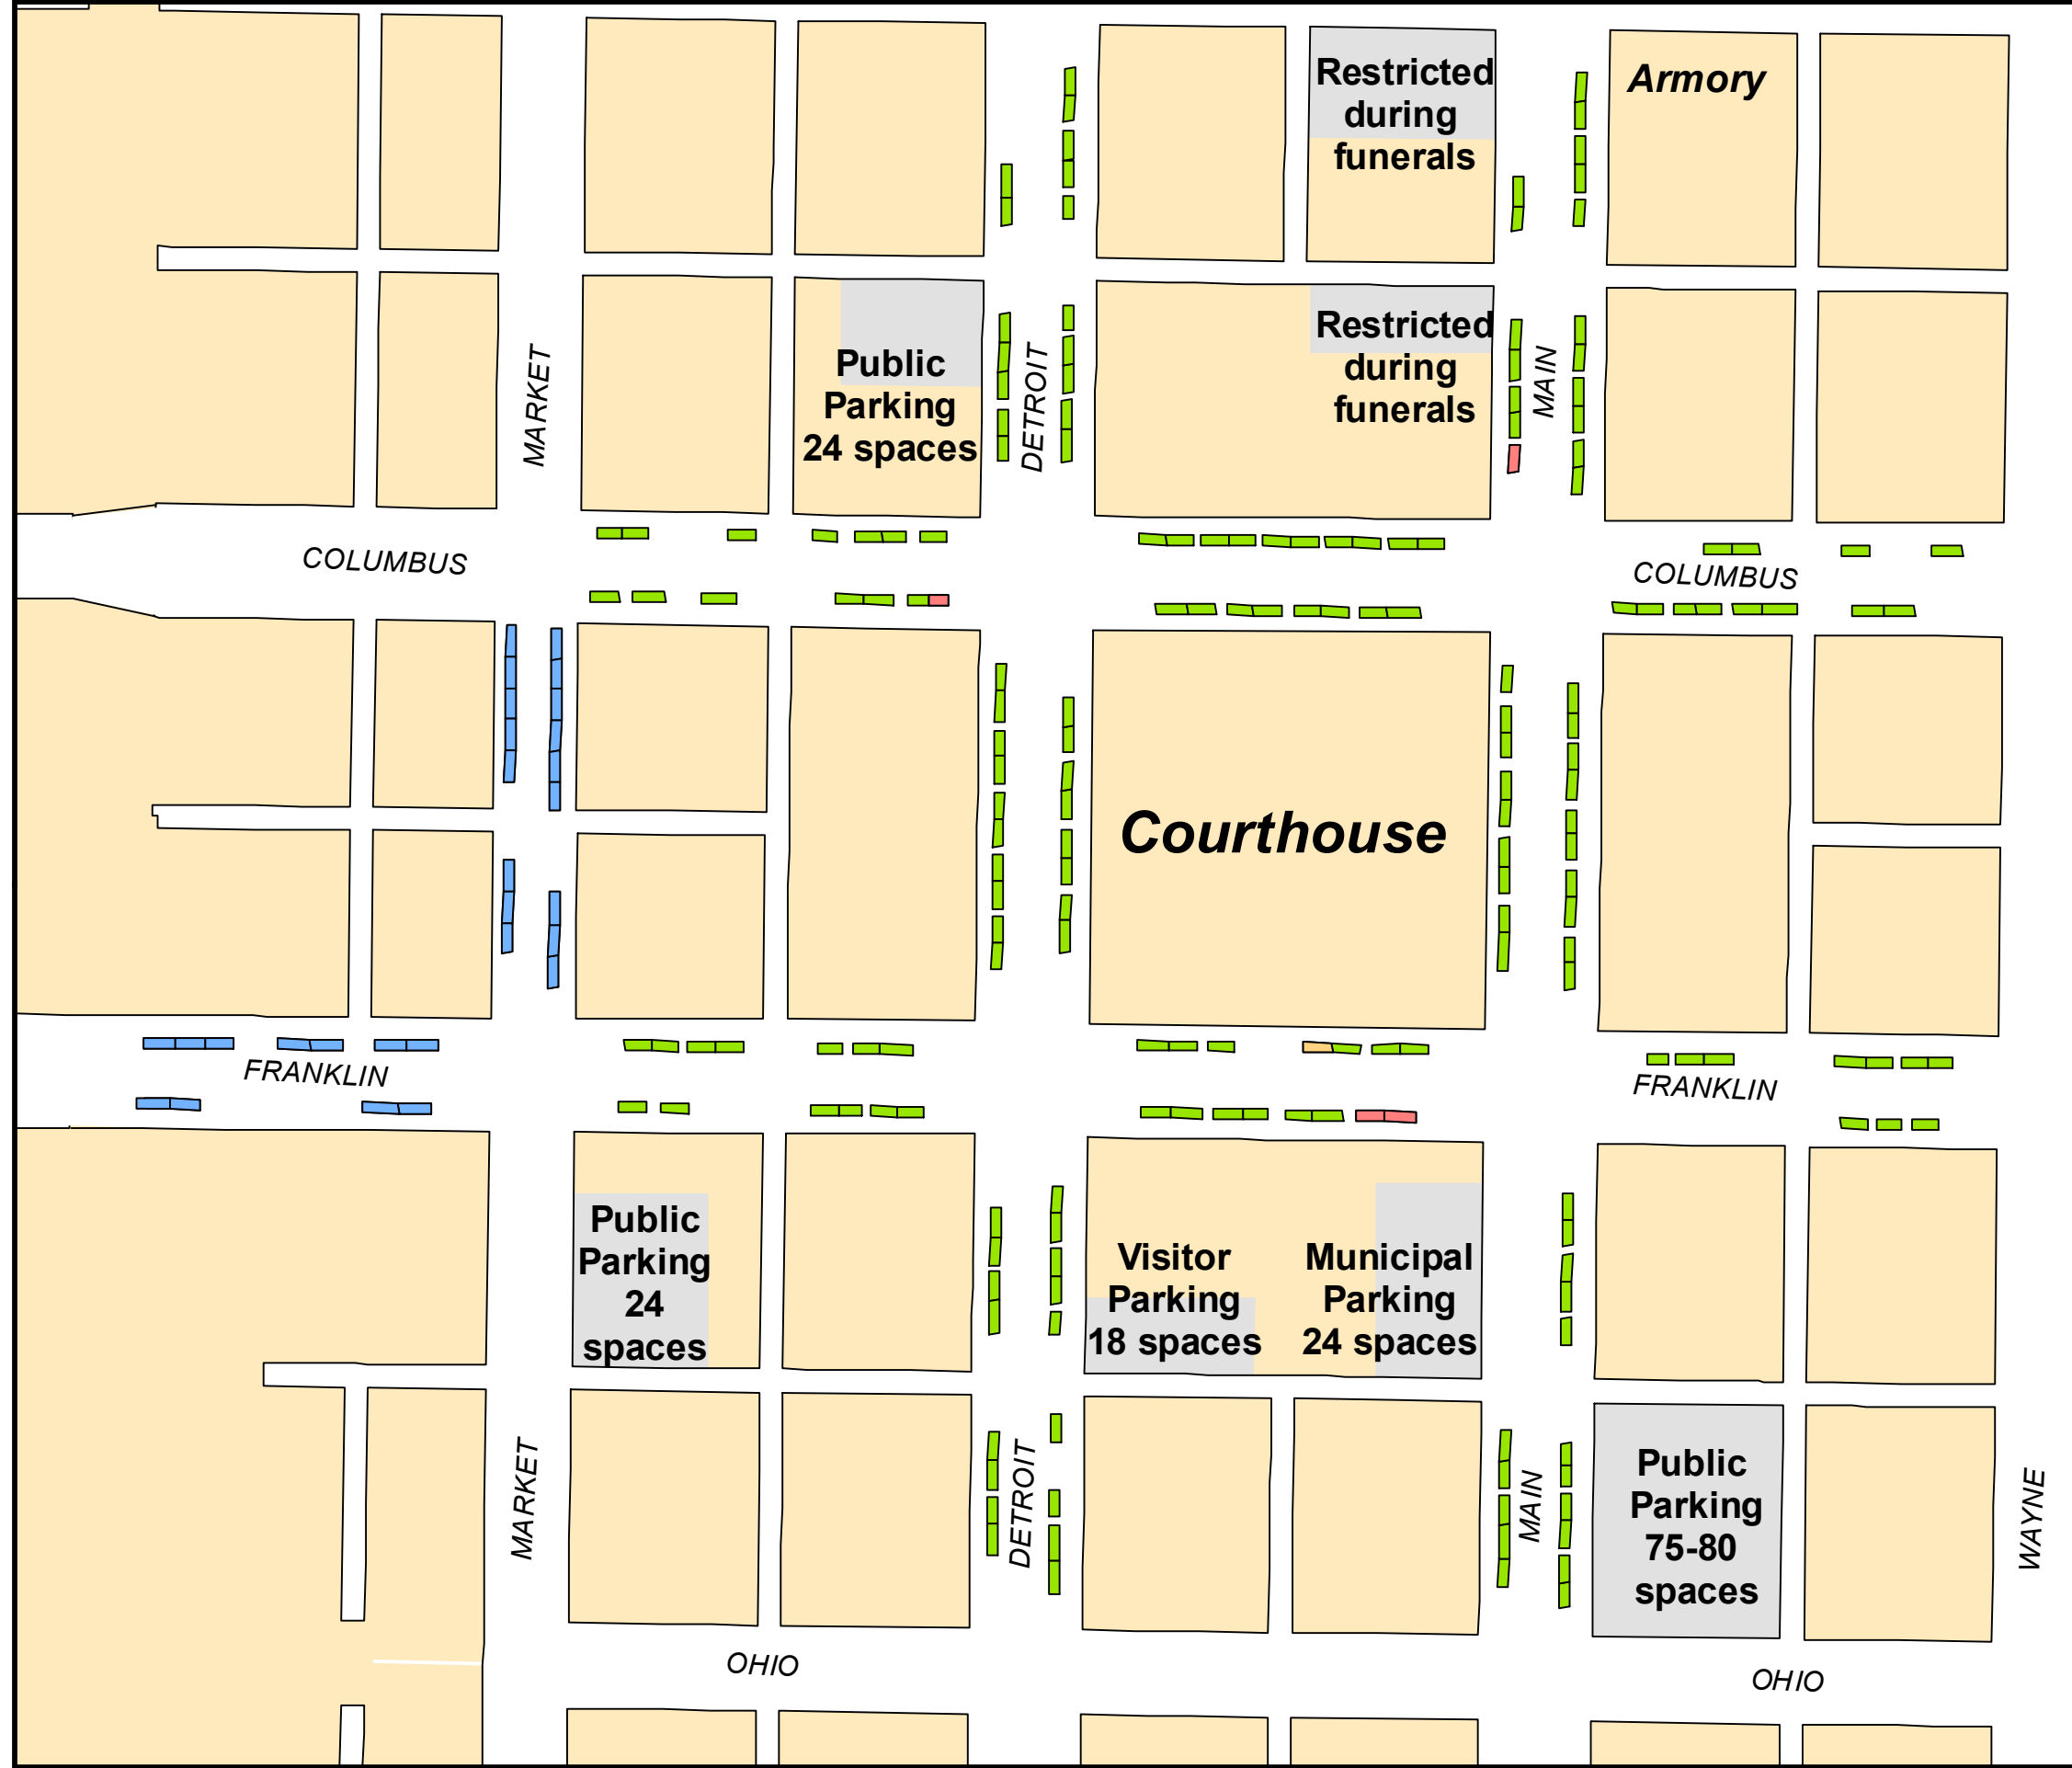 Restricted
during
funerals
Armory
Restricted
during
funerals
Public
Parking
24 spaces
MARKET
DETROIT
MAIN
COLUMBUS
COLUMBUS
Courthouse
FRANKLIN
FRANKLIN
Public
Parking
24
spaces
Visitor
Parking
18 spaces
Municipal
Parking
24 spaces
MARKET
DETROIT
MAIN
Public
Parking
75-80
spaces
WAYNE
OHIO
OHIO